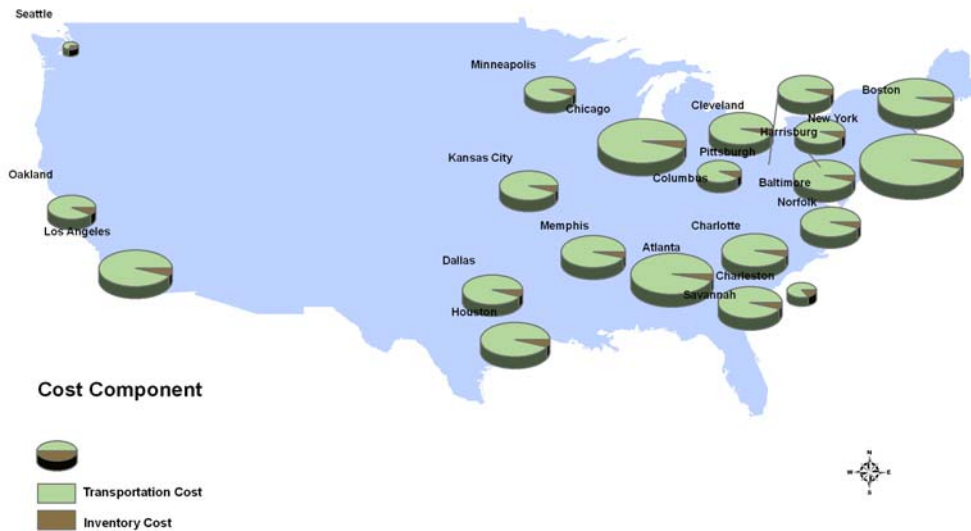 Seattle
Minneapolis
Chicago
Cleveland
Boston
New York
Harrisburg
Pittsburgh
Kansas City
Columbus
Baltimore
Oakland
Norfolk
Los Angeles
Memphis
Charlotte
Atlanta
Dallas
Charleston
Savannah
Houston
Cost Component
Transportation Cost
Inventory Cost
N
W
E
S